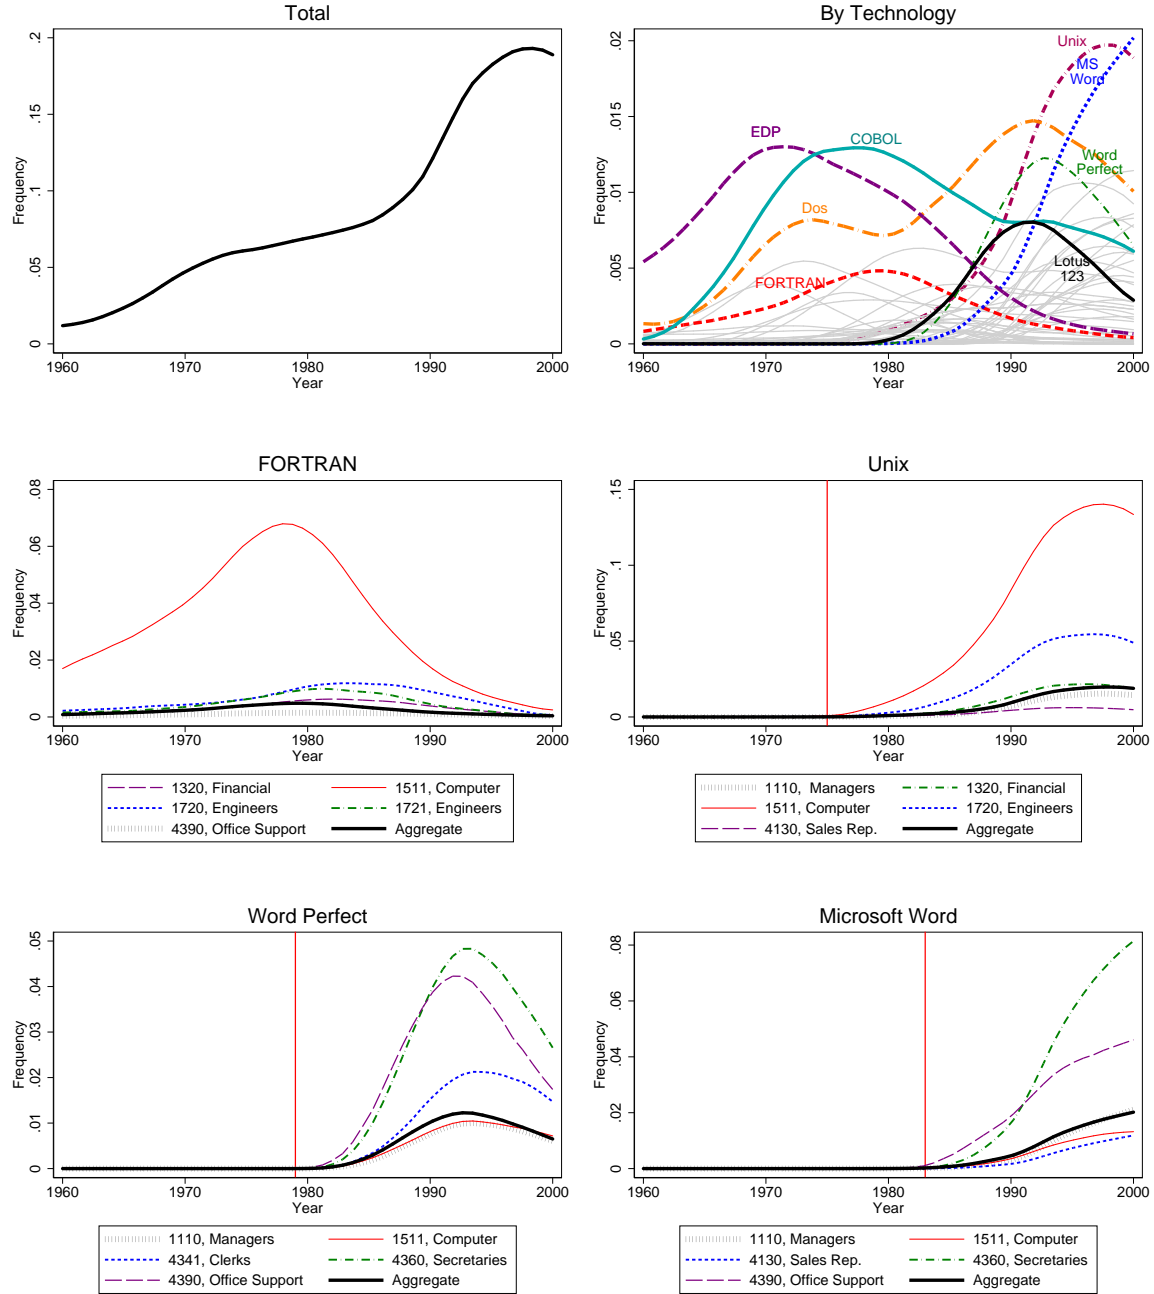 Total
Frequency
.2
.15
.1
.05
0
1960 1970 1980 1990 2000
Year
By Technology
Frequency
.02
.015
.01
.005
0
Unix
MS
Word
EDP
COBOL
Word
Perfect
Dos
Lotus
123
FORTRAN
1960 1970 1980 1990 2000
Year
FORTRAN
Frequency
.08
.06
.04
.02
0
1960 1970 1980 1990 2000
Year
1320, Financial 1511, Computer
1720, Engineers 1721, Engineers
4390, Office Support Aggregate
Unix
Frequency
.15
.1
.05
0
1960 1970 1980 1990 2000
Year
1110, Managers 1320, Financial
1511, Computer 1720, Engineers
4130, Sales Rep. Aggregate
Word Perfect
Frequency
.05
.04
.03
.02
.01
0
1960 1970 1980 1990 2000
Year
1110, Managers 1511, Computer
4341, Clerks 4360, Secretaries
4390, Office Support Aggregate
Microsoft Word
Frequency
.08
.06
.04
.02
0
1960 1970 1980 1990 2000
Year
1110, Managers 1511, Computer
4130, Sales Rep. 4360, Secretaries
4390, Office Support Aggregate